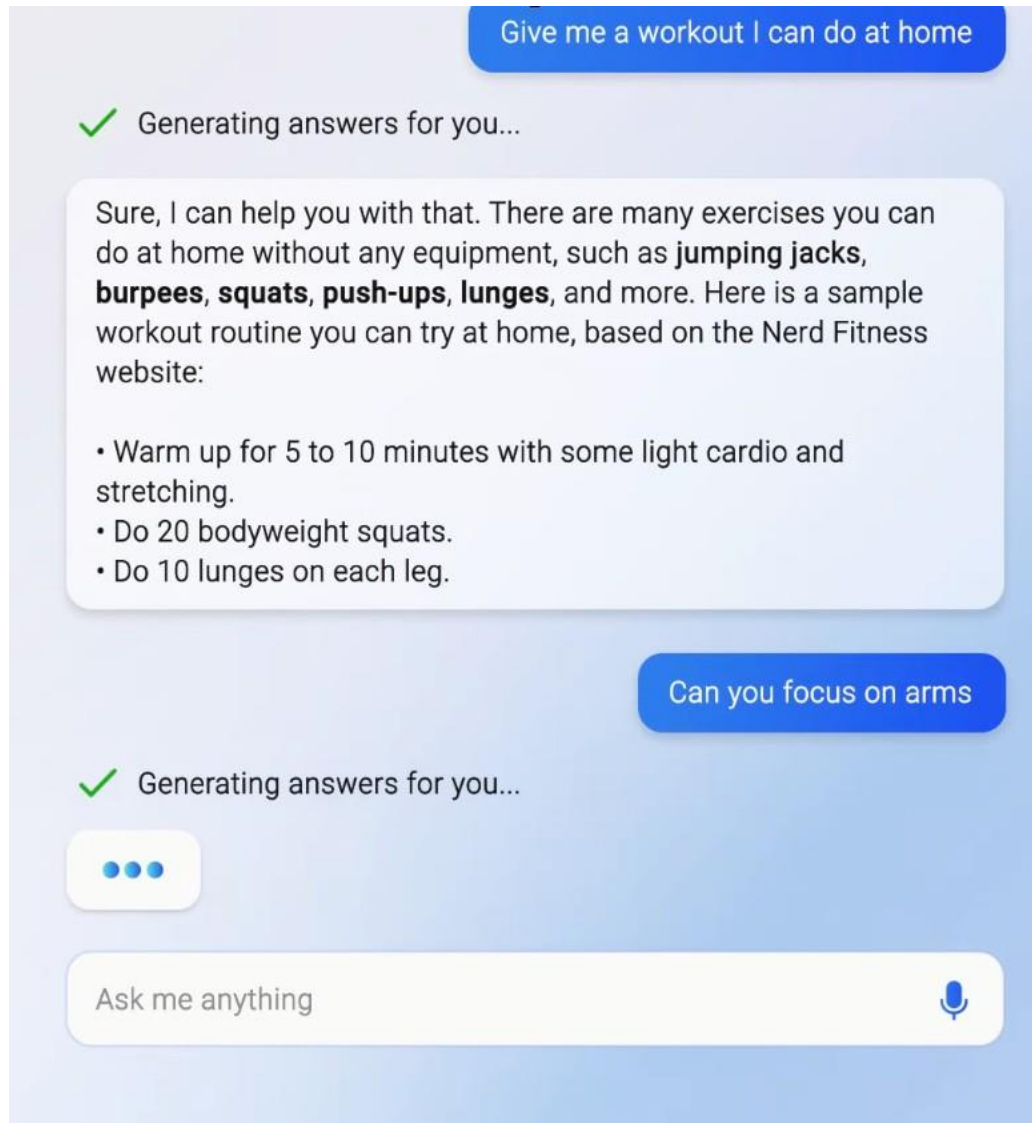 Give me a workout I can do at home
Generating answers for you...
Sure, I can help you with that. There are many exercises you can
do at home without any equipment, such as jumping jacks,
burpees, squats, push-ups, lunges, and more. Here is a sample
workout routine you can try at home, based on the Nerd Fitness
website:
• Warm up for 5 to 10 minutes with some light cardio and
stretching.
• Do 20 bodyweight squats.
• Do 10 lunges on each leg.
Can you focus on arms
Generating answers for you...
Ask me anything